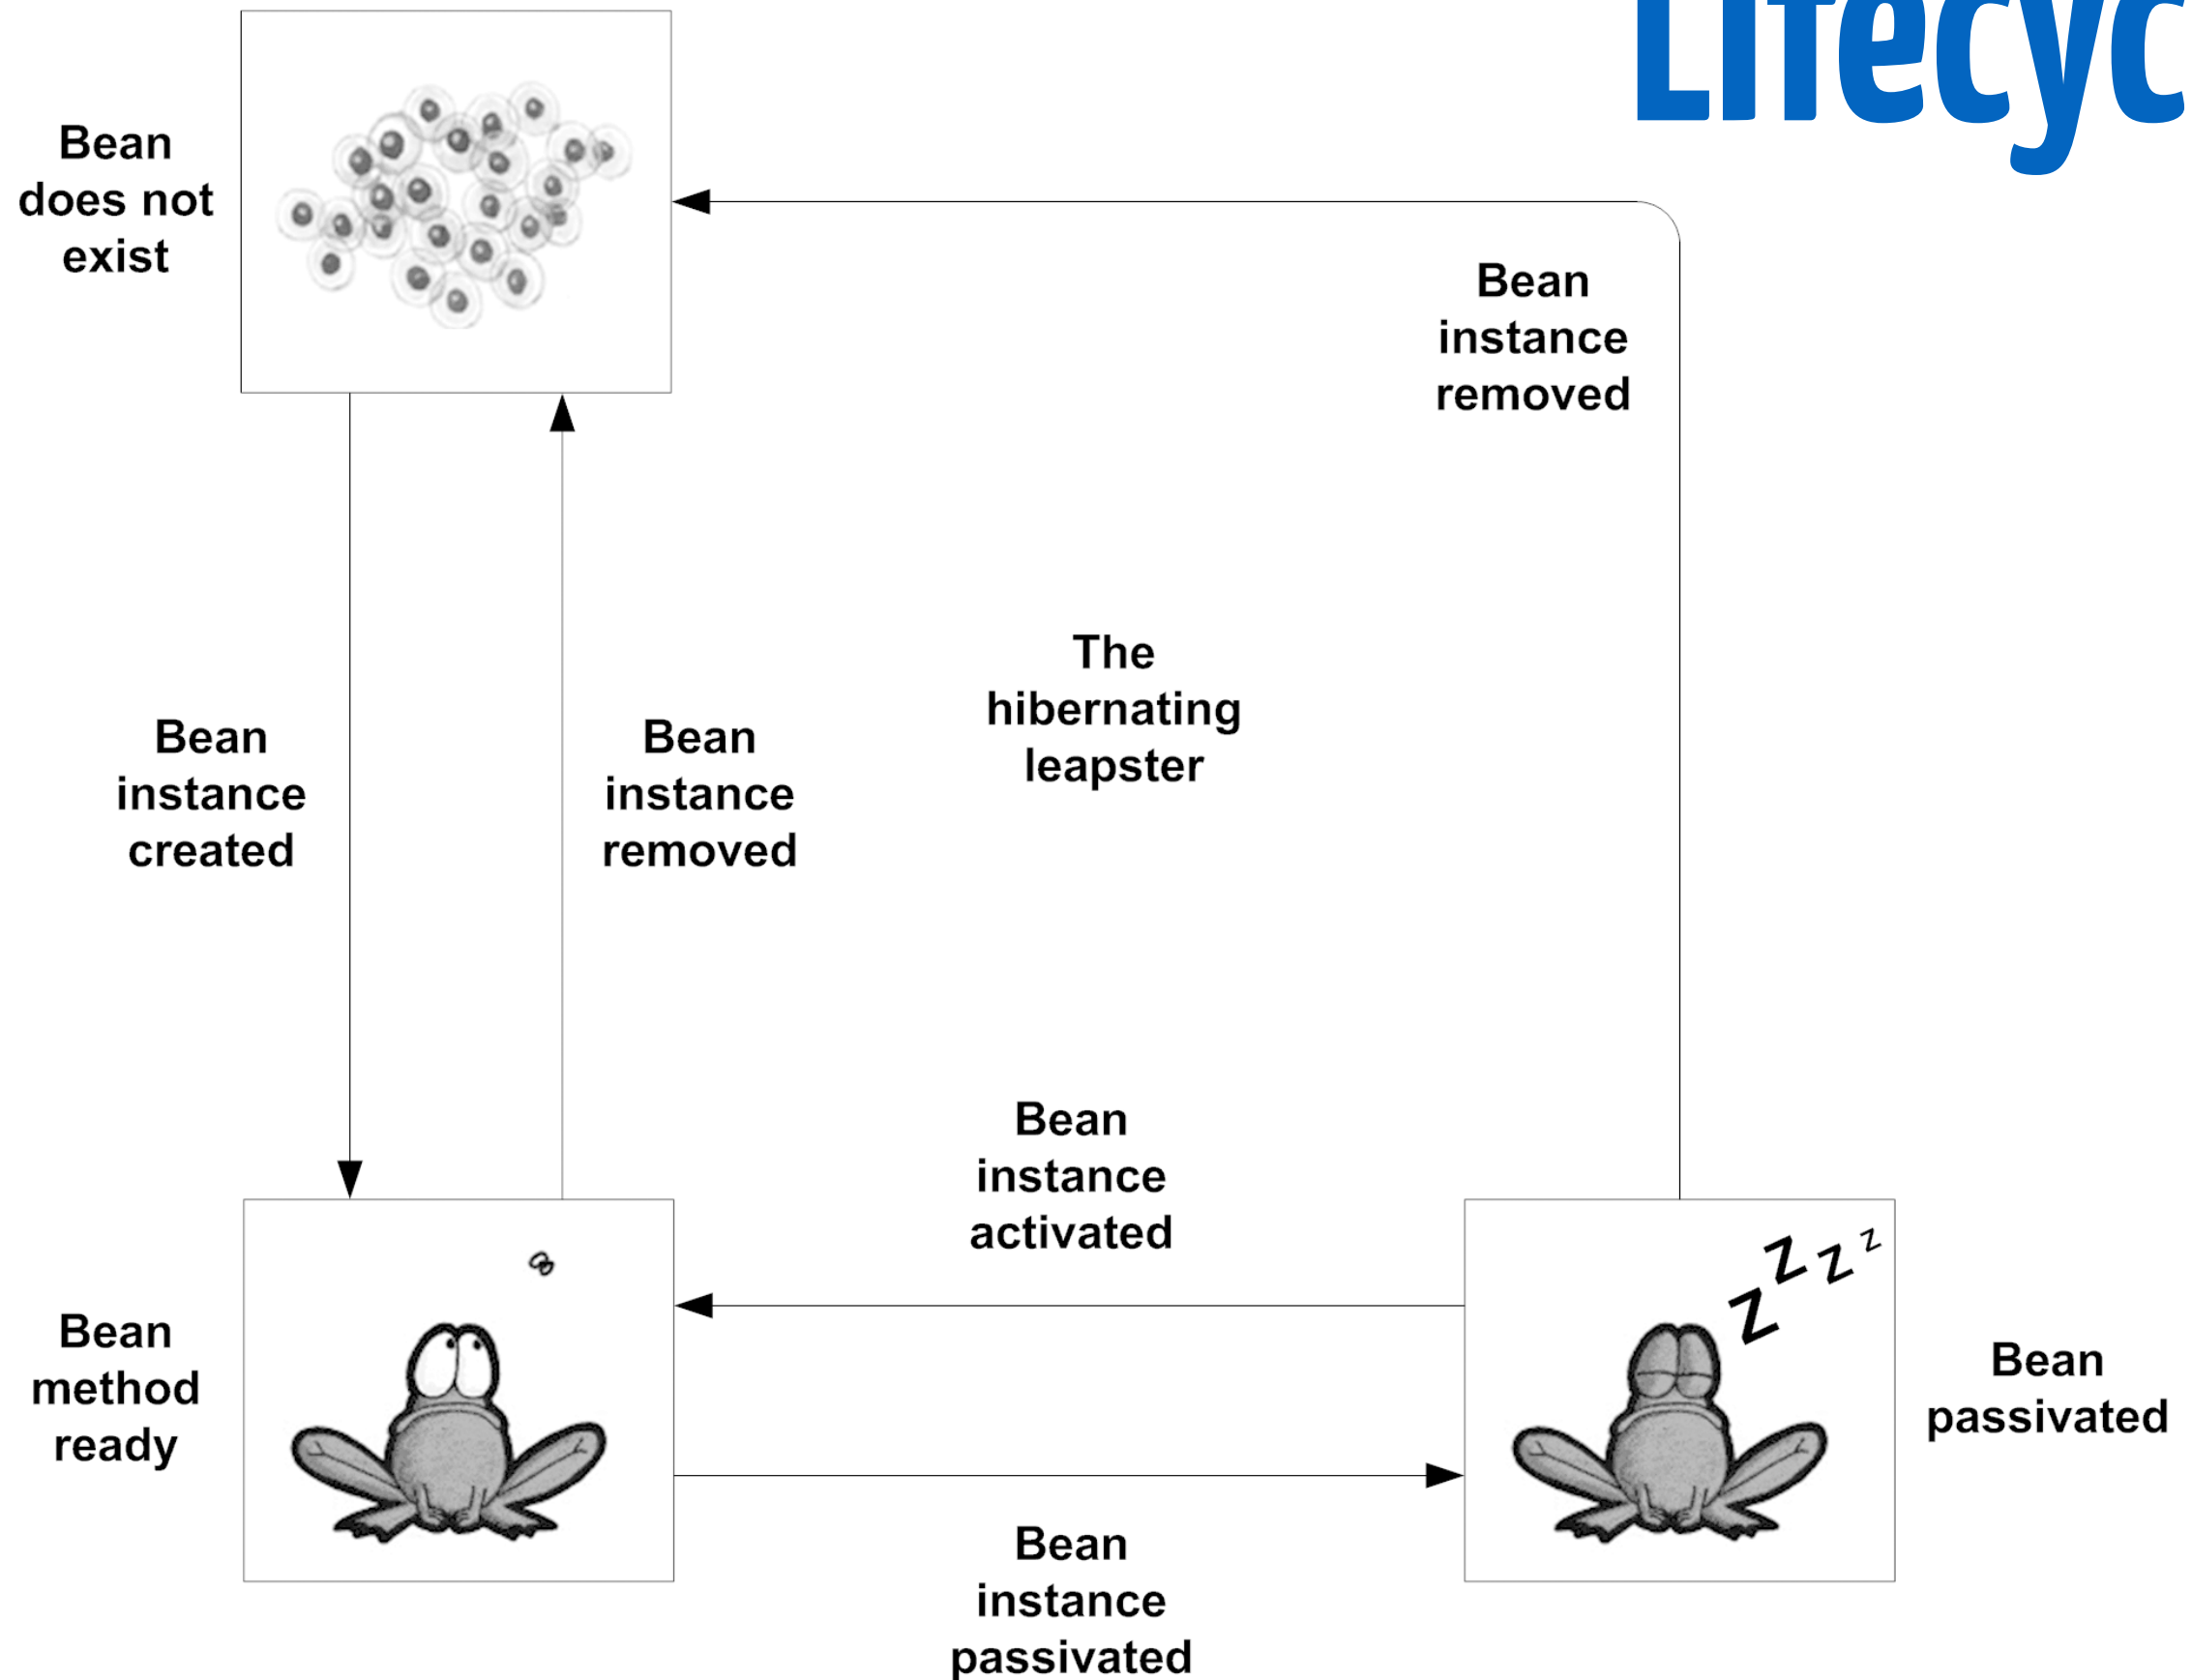 Lifecyc
Bean
does not
exist
Bean
instance
removed
The
hibernating
leapster
Bean
instance
created
Bean
instance
removed
Bean
instance
activated
z
z
z
z
Bean
method
ready
Bean
passivated
Bean
instance
passivated